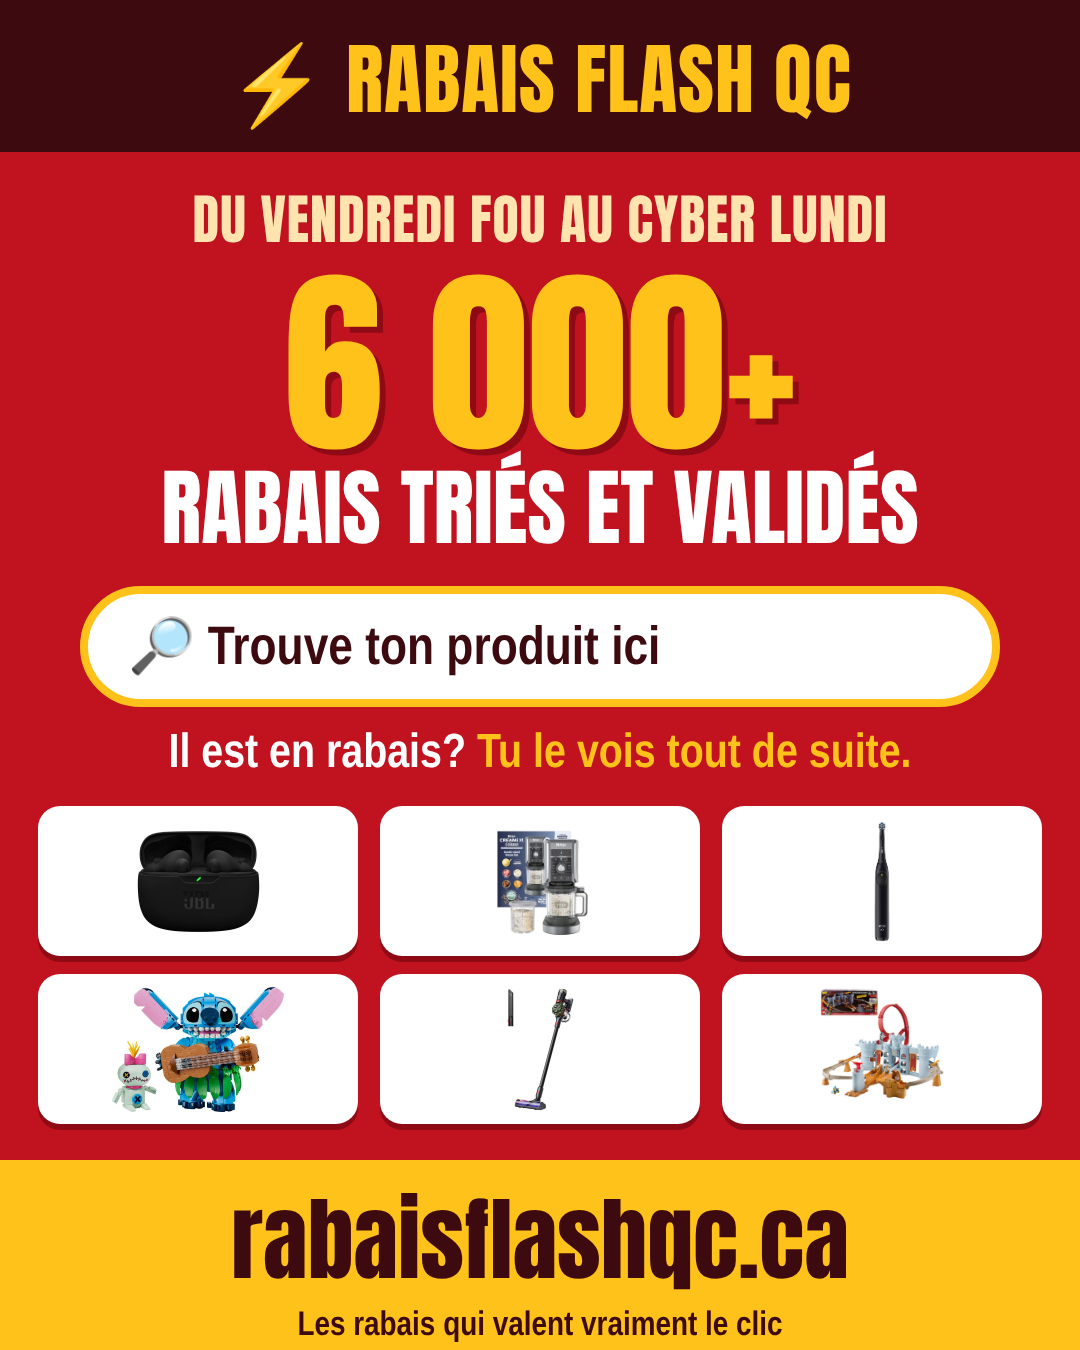 ⚡ RABAIS FLASH QC
DU VENDREDI FOU AU CYBER LUNDI
6 000+
RABAIS TRIÉS ET VALIDÉS
🔎 Trouve ton produit ici
Il est en rabais? Tu le vois tout de suite.
JBL
rabaisflashqc.ca
Les rabais qui valent vraiment le clic